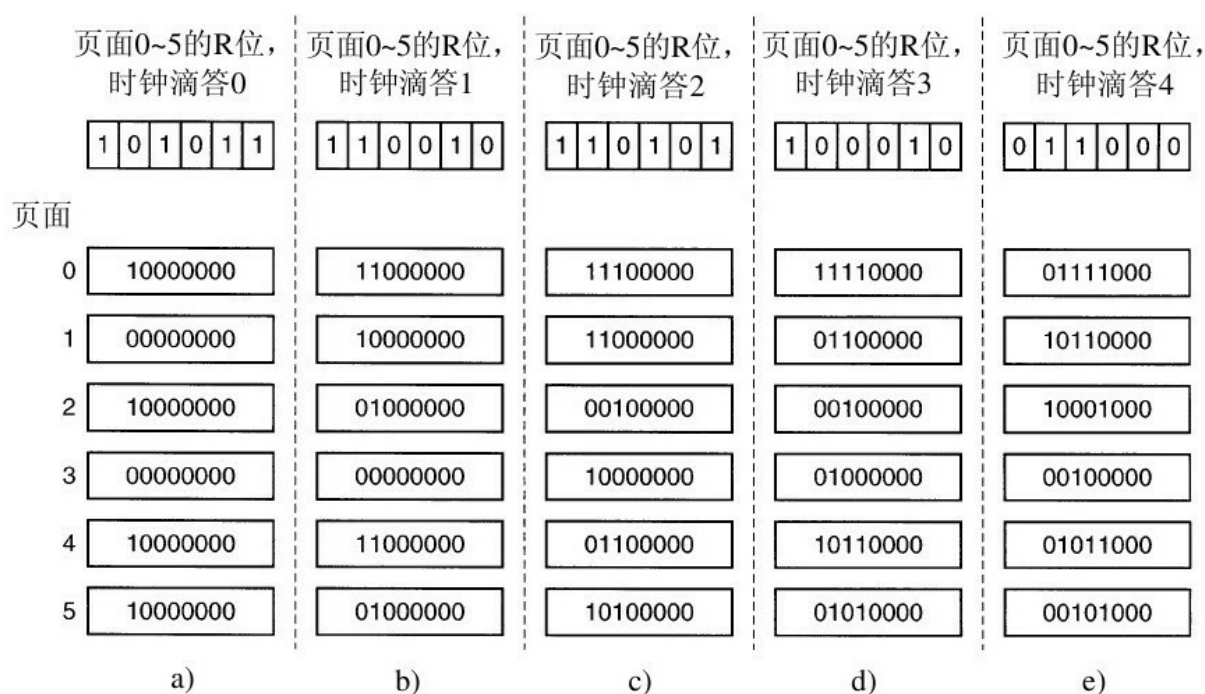 页面0~5的R位, 页面0~5的R位, 页面0~5的R位, 页面0~5的R位, 页面0~5的R位,
时钟滴答0 时钟滴答1 时钟滴答2 时钟滴答3 时钟滴答4
1 0 1 0 1 1 1 1 0 0 1 0 1 1 0 1 0 1 1 0 0 0 1 0 0 1 1 0 0 0
页面
0 10000000 11000000 11100000 11110000 01111000
1 00000000 10000000 11000000 01100000 10110000
2 10000000 01000000 00100000 00100000 10001000
3 00000000 00000000 10000000 01000000 00100000
4 10000000 11000000 01100000 10110000 01011000
5 10000000 01000000 10100000 01010000 00101000
a) b) c) d) e)